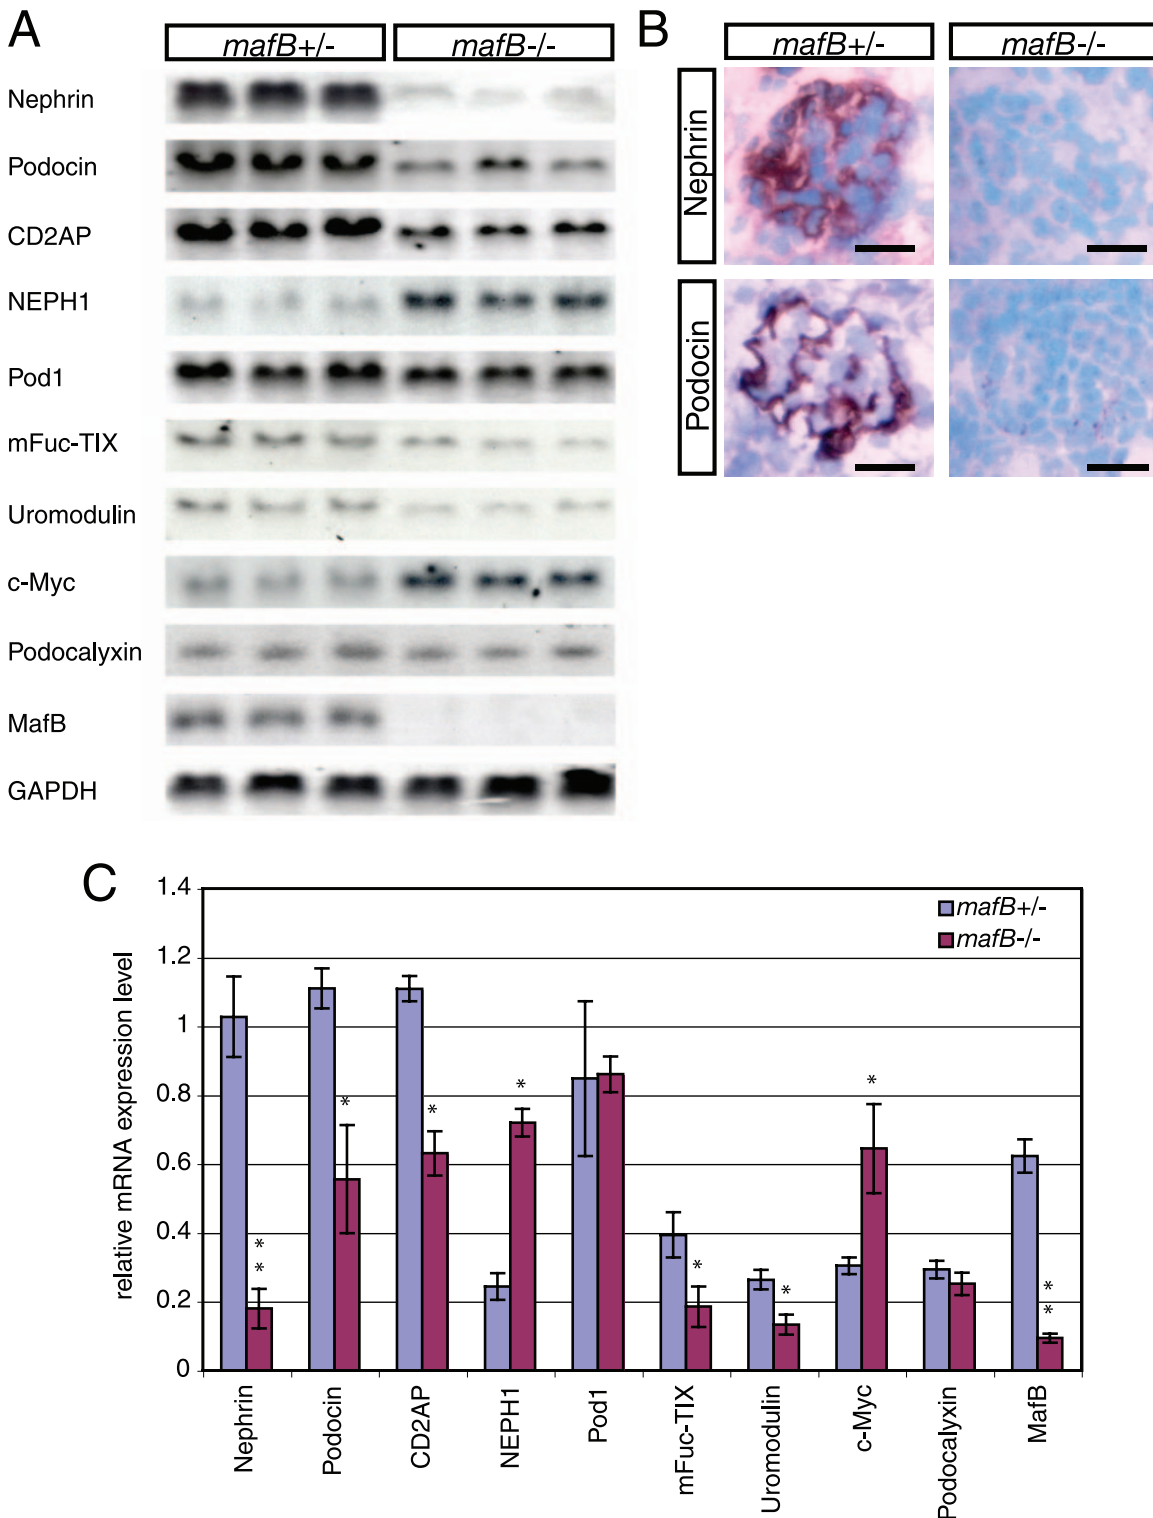 A
mafB+/-
mafB-/-
Nephrin
Podocin
CD2AP
NEPH1
Pod1
mFuc-TIX
Uromodulin
c-Myc
Podocalyxin
MafB
GAPDH
B
mafB+/-
mafB-/-
Nephrin
Podocin
C
relative mRNA expression level
1.4
1.2
1
0.8
0.6
0.4
0.2
0
mafB+/-
mafB-/-
**
*
*
*
*
*
*
**
Nephrin
Podocin
CD2AP
NEPH1
Pod1
mFuc-TIX
Uromodulin
c-Myc
Podocalyxin
MafB